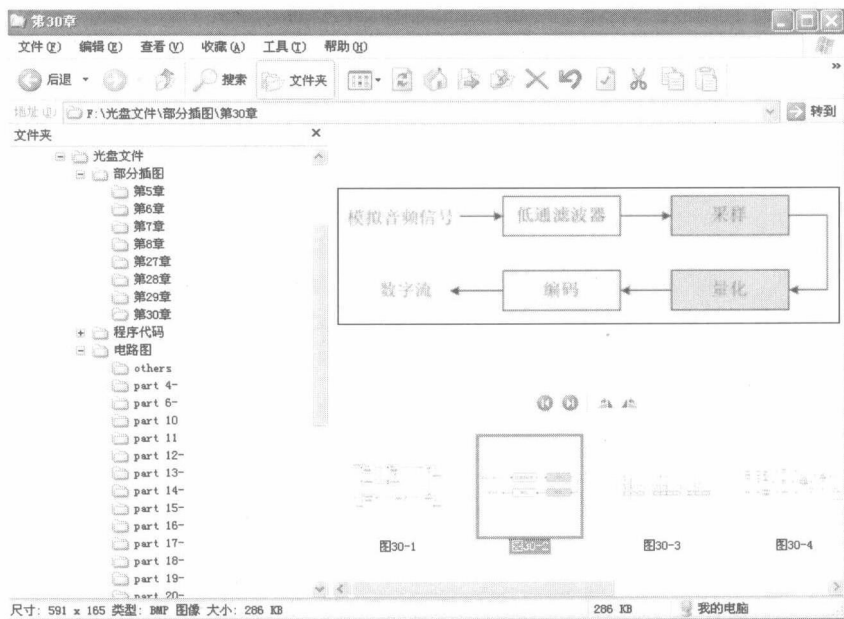 第30章
文件(F) 编辑(E) 查看(V) 收藏(A) 工具(T) 帮助(H)
后退 搜索 文件夹 »
地址(D) F:\光盘文件\部分插图\第30章 转到
文件夹 ×
光盘文件
部分插图
第5章
第6章
第7章
第8章
第27章
第28章
第29章
第30章
程序代码
电路图
others
part 4-
part 6-
part 10
part 11
part 12-
part 13-
part 14-
part 15-
part 16-
part 17-
part 18-
part 19-
part 20-
模拟音频信号 低通滤波器 采样
数字流 编码 量化
图30-1 图30-2 图30-3 图30-4
尺寸: 591 x 165 类型: BMP 图像 大小: 286 KB 286 KB 我的电脑